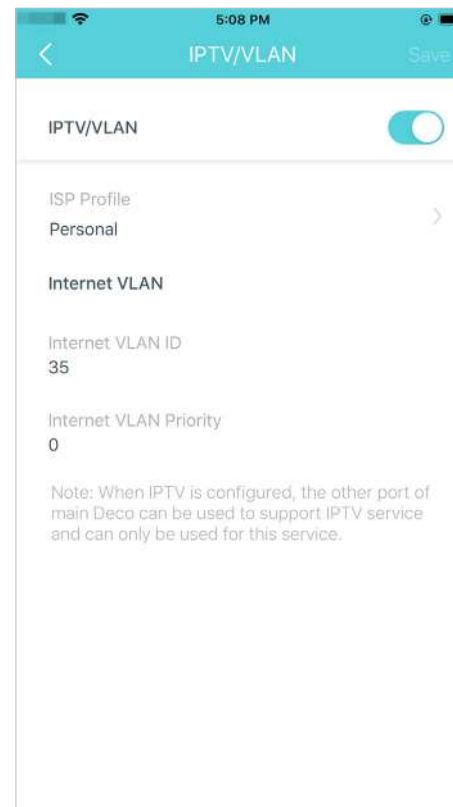 5:08 PM
IPTV/VLAN
Save
IPTV/VLAN
ISP Profile
Personal
Internet VLAN
Internet VLAN ID
35
Internet VLAN Priority
0
Note: When IPTV is configured, the other port of
main Deco can be used to support IPTV service
and can only be used for this service.